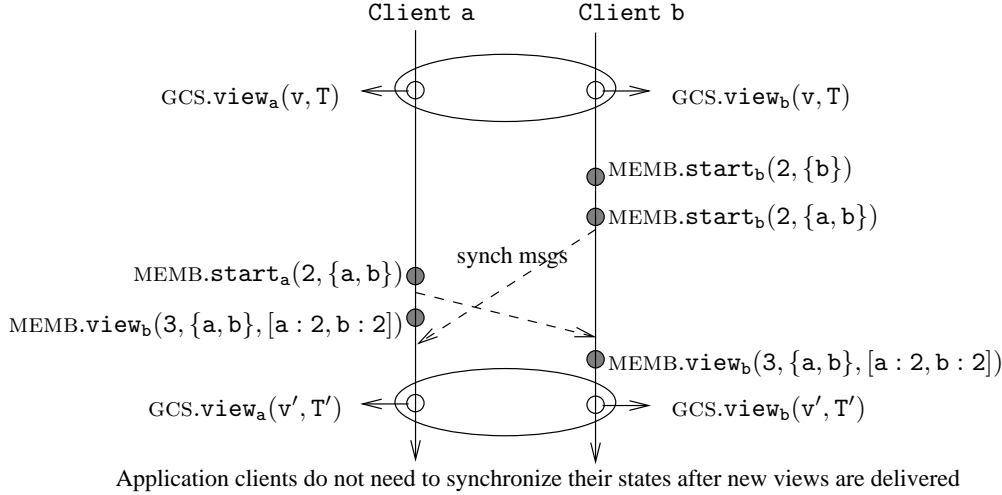 Client a Client b
GCS.view_a(v, T) GCS.view_b(v, T)
MEMB.start_b(2, {b})
MEMB.start_b(2, {a, b})
synch msgs
MEMB.start_a(2, {a, b})
MEMB.view_b(3, {a, b}, [a : 2, b : 2])
MEMB.view_b(3, {a, b}, [a : 2, b : 2])
GCS.view_a(v′, T′) GCS.view_b(v′, T′)
Application clients do not need to synchronize their states after new views are delivered